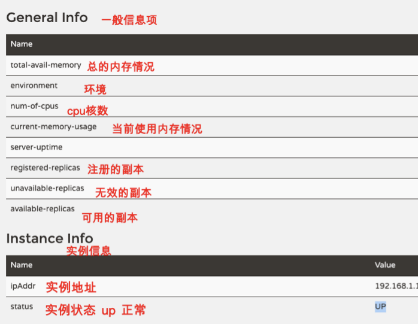 General Info 一般信息项
Name
total-avail-memory 总的内存情况
environment 环境
num-of-cpus cpu核数
current-memory-usage 当前使用内存情况
server-uptime
registered-replicas 注册的副本
unavailable-replicas 无效的副本
available-replicas 可用的副本
Instance Info
实例信息
Name Value
ipAddr 实例地址 192.168.1.1
status 实例状态 up 正常 UP